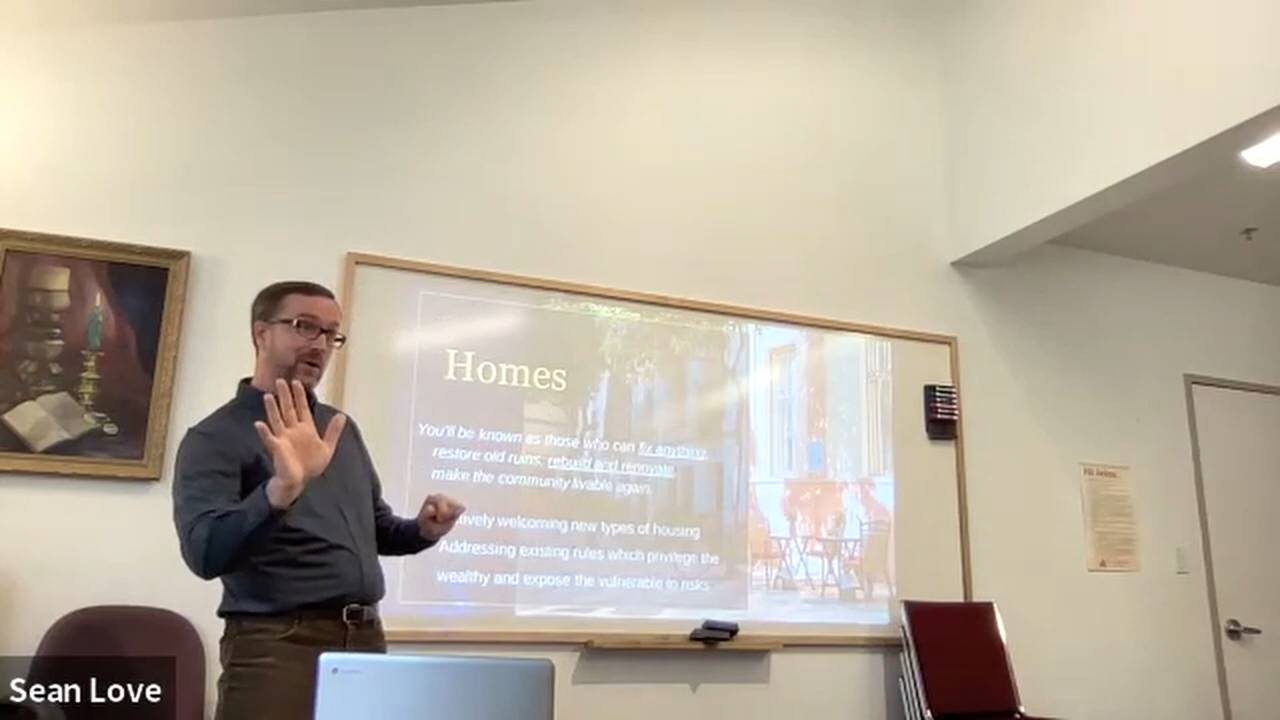 Homes
You'll be known as those who can fix anything,
restore old ruins, rebuild and renovate,
make the community livable again.
tively welcoming new types of housing
Addressing existing rules which privilege the
wealthy and expose the vulnerable to risks
Sean Love